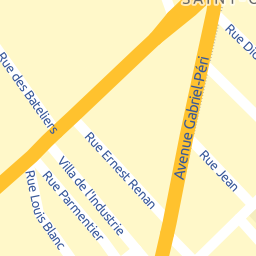 Rue des Bateliers
Avenue Gabriel-Péri
Rue Ernest Renan
Rue Jean
Villa de l'Industrie
Rue Parmentier
Rue Louis Blanc